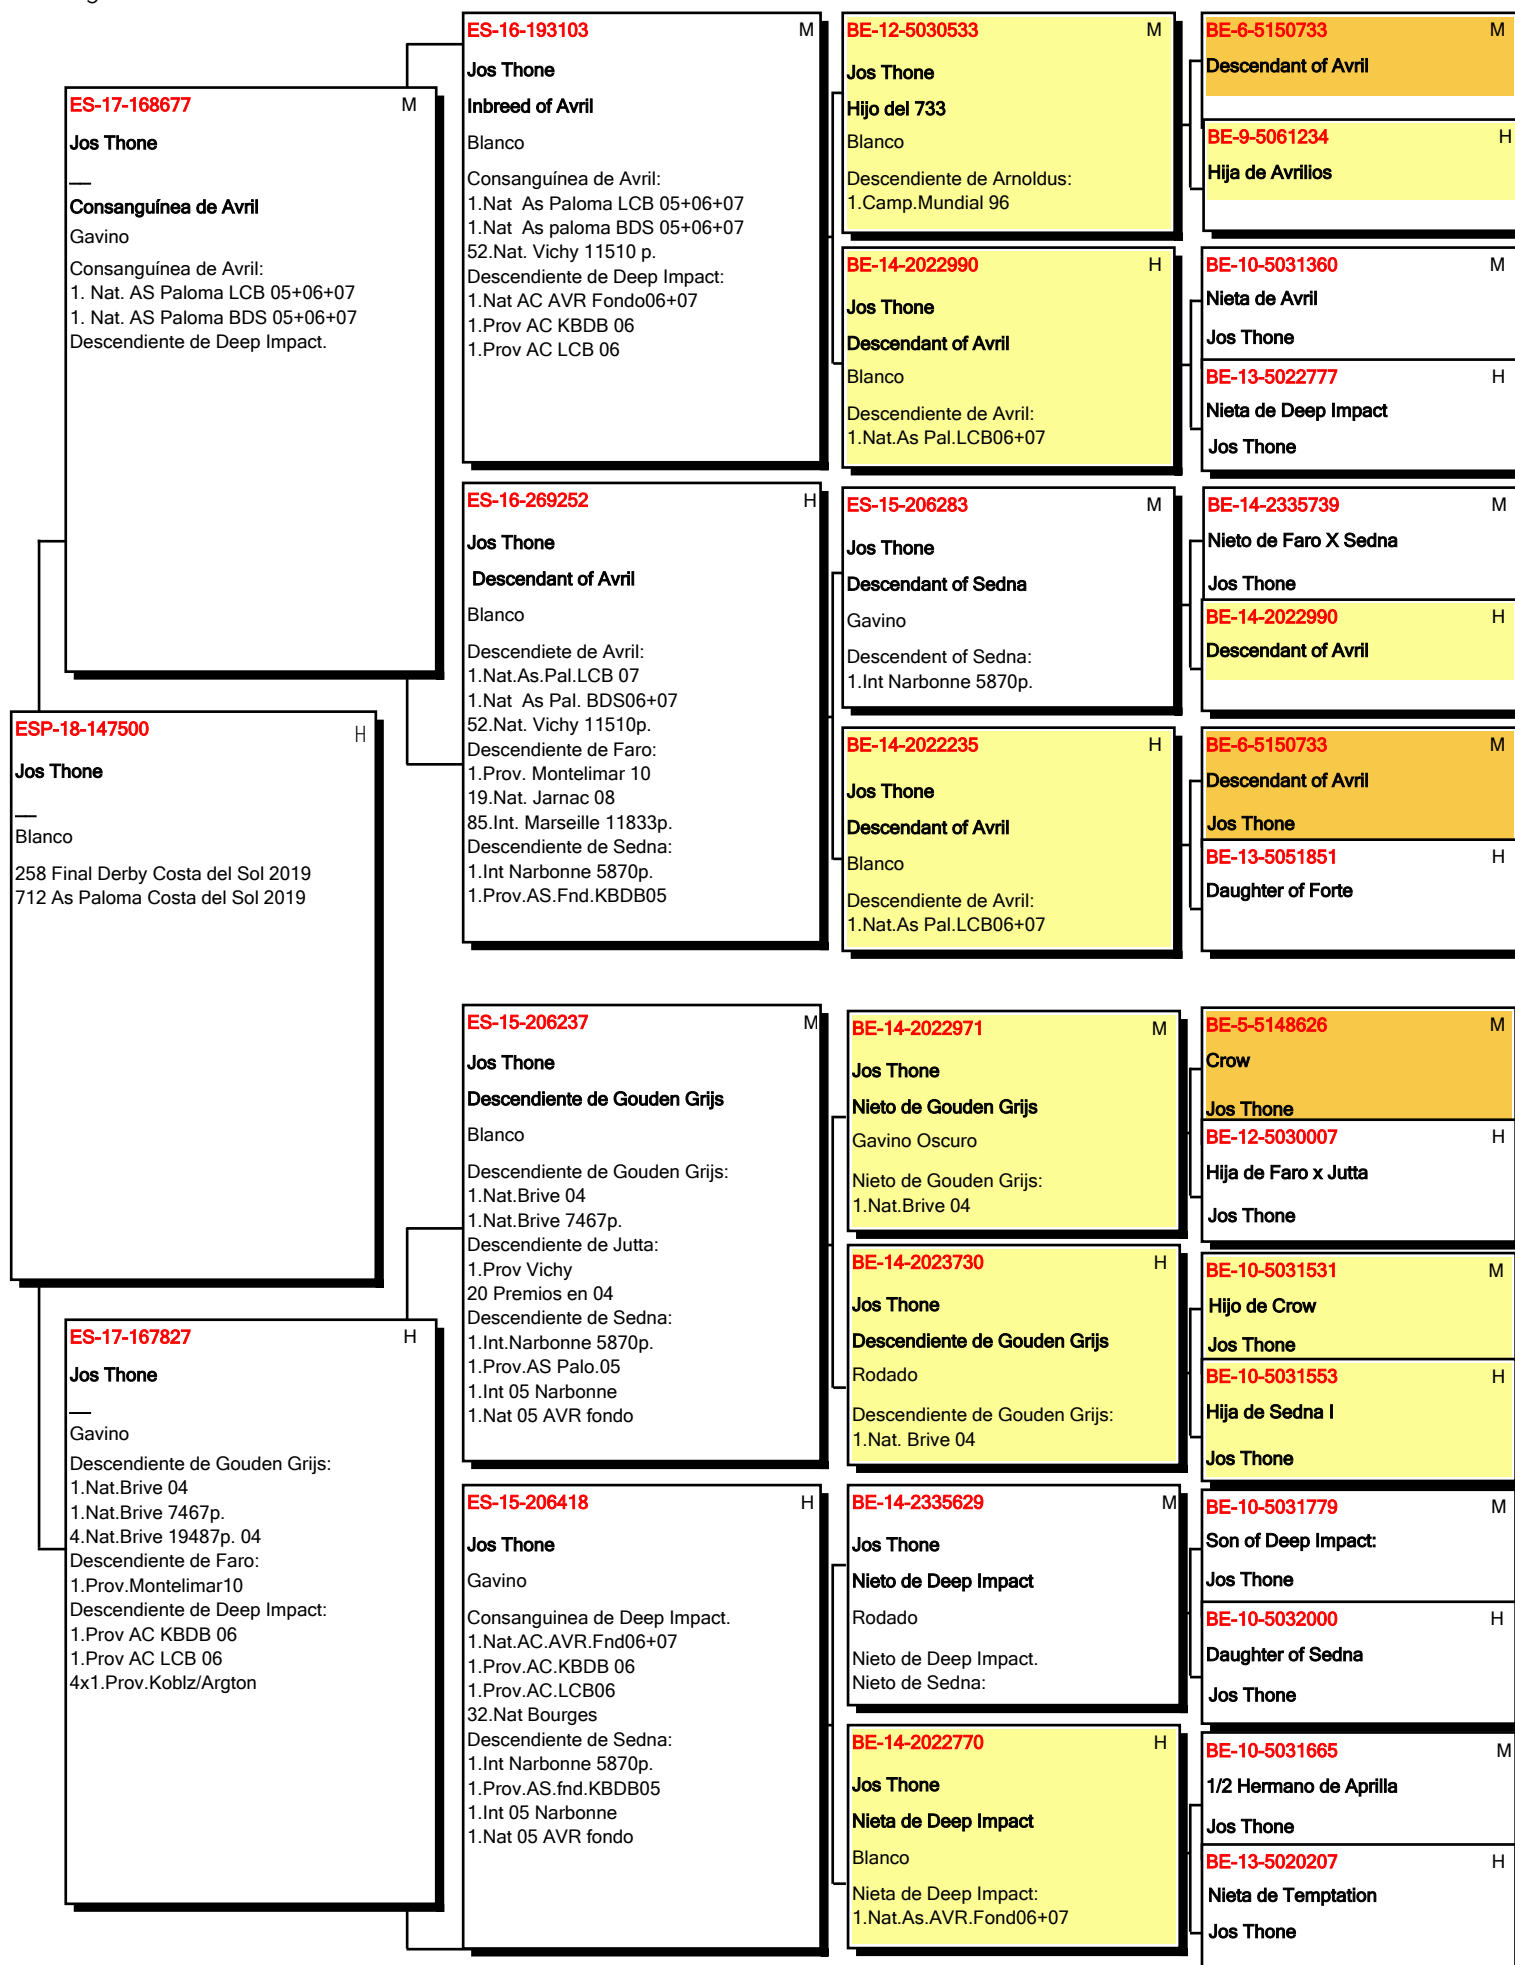 ESP-18-147500 H
Jos Thone
__
Blanco
258 Final Derby Costa del Sol 2019
712 As Paloma Costa del Sol 2019
ES-17-168677 M
Jos Thone
__
Consanguínea de Avril
Gavino
Consanguínea de Avril:
1. Nat. AS Paloma LCB 05+06+07
1. Nat. AS Paloma BDS 05+06+07
Descendiente de Deep Impact.
ES-17-167827 H
Jos Thone
__
Gavino
Descendiente de Gouden Grijs:
1.Nat.Brive 04
1.Nat.Brive 7467p.
4.Nat.Brive 19487p. 04
Descendiente de Faro:
1.Prov.Montelimar10
Descendiente de Deep Impact:
1.Prov AC KBDB 06
1.Prov AC LCB 06
4x1.Prov.Koblz/Argton
ES-16-193103 M
Jos Thone
Inbreed of Avril
Blanco
Consanguínea de Avril:
1.Nat  As Paloma LCB 05+06+07
1.Nat  As paloma BDS 05+06+07
52.Nat. Vichy 11510 p.
Descendiente de Deep Impact:
1.Nat AC AVR Fondo06+07
1.Prov AC KBDB 06
1.Prov AC LCB 06
ES-16-269252 H
Jos Thone
Descendant of Avril
Blanco
Descendiete de Avril:
1.Nat.As.Pal.LCB 07
1.Nat  As Pal. BDS06+07
52.Nat. Vichy 11510p.
Descendiente de Faro:
1.Prov. Montelimar 10
19.Nat. Jarnac 08
85.Int. Marseille 11833p.
Descendiente de Sedna:
1.Int Narbonne 5870p.
1.Prov.AS.Fnd.KBDB05
ES-15-206237 M
Jos Thone
Descendiente de Gouden Grijs
Blanco
Descendiente de Gouden Grijs:
1.Nat.Brive 04
1.Nat.Brive 7467p.
Descendiente de Jutta:
1.Prov Vichy
20 Premios en 04
Descendiente de Sedna:
1.Int.Narbonne 5870p.
1.Prov.AS Palo.05
1.Int 05 Narbonne
1.Nat 05 AVR fondo
ES-15-206418 H
Jos Thone
Gavino
Consanguinea de Deep Impact.
1.Nat.AC.AVR.Fnd06+07
1.Prov.AC.KBDB 06
1.Prov.AC.LCB06
32.Nat Bourges
Descendiente de Sedna:
1.Int Narbonne 5870p.
1.Prov.AS.fnd.KBDB05
1.Int 05 Narbonne
1.Nat 05 AVR fondo
BE-12-5030533 M
Jos Thone
Hijo del 733
Blanco
Descendiente de Arnoldus:
1.Camp.Mundial 96
BE-14-2022990 H
Jos Thone
Descendant of Avril
Blanco
Descendiente de Avril:
1.Nat.As Pal.LCB06+07
ES-15-206283 M
Jos Thone
Descendant of Sedna
Gavino
Descendent of Sedna:
1.Int Narbonne 5870p.
BE-14-2022235 H
Jos Thone
Descendant of Avril
Blanco
Descendiente de Avril:
1.Nat.As Pal.LCB06+07
BE-14-2022971 M
Jos Thone
Nieto de Gouden Grijs
Gavino Oscuro
Nieto de Gouden Grijs:
1.Nat.Brive 04
BE-14-2023730 H
Jos Thone
Descendiente de Gouden Grijs
Rodado
Descendiente de Gouden Grijs:
1.Nat. Brive 04
BE-14-2335629 M
Jos Thone
Nieto de Deep Impact
Rodado
Nieto de Deep Impact.
Nieto de Sedna:
BE-14-2022770 H
Jos Thone
Nieta de Deep Impact
Blanco
Nieta de Deep Impact:
1.Nat.As.AVR.Fond06+07
BE-6-5150733 M
Descendant of Avril
BE-9-5061234 H
Hija de Avrilios
BE-10-5031360 M
Nieta de Avril
Jos Thone
BE-13-5022777 H
Nieta de Deep Impact
Jos Thone
BE-14-2335739 M
Nieto de Faro X Sedna
Jos Thone
BE-14-2022990 H
Descendant of Avril
BE-6-5150733 M
Descendant of Avril
Jos Thone
BE-13-5051851 H
Daughter of Forte
BE-5-5148626 M
Crow
Jos Thone
BE-12-5030007 H
Hija de Faro x Jutta
Jos Thone
BE-10-5031531 M
Hijo de Crow
Jos Thone
BE-10-5031553 H
Hija de Sedna I
Jos Thone
BE-10-5031779 M
Son of Deep Impact:
Jos Thone
BE-10-5032000 H
Daughter of Sedna
Jos Thone
BE-10-5031665 M
1/2 Hermano de Aprilla
Jos Thone
BE-13-5020207 H
Nieta de Temptation
Jos Thone